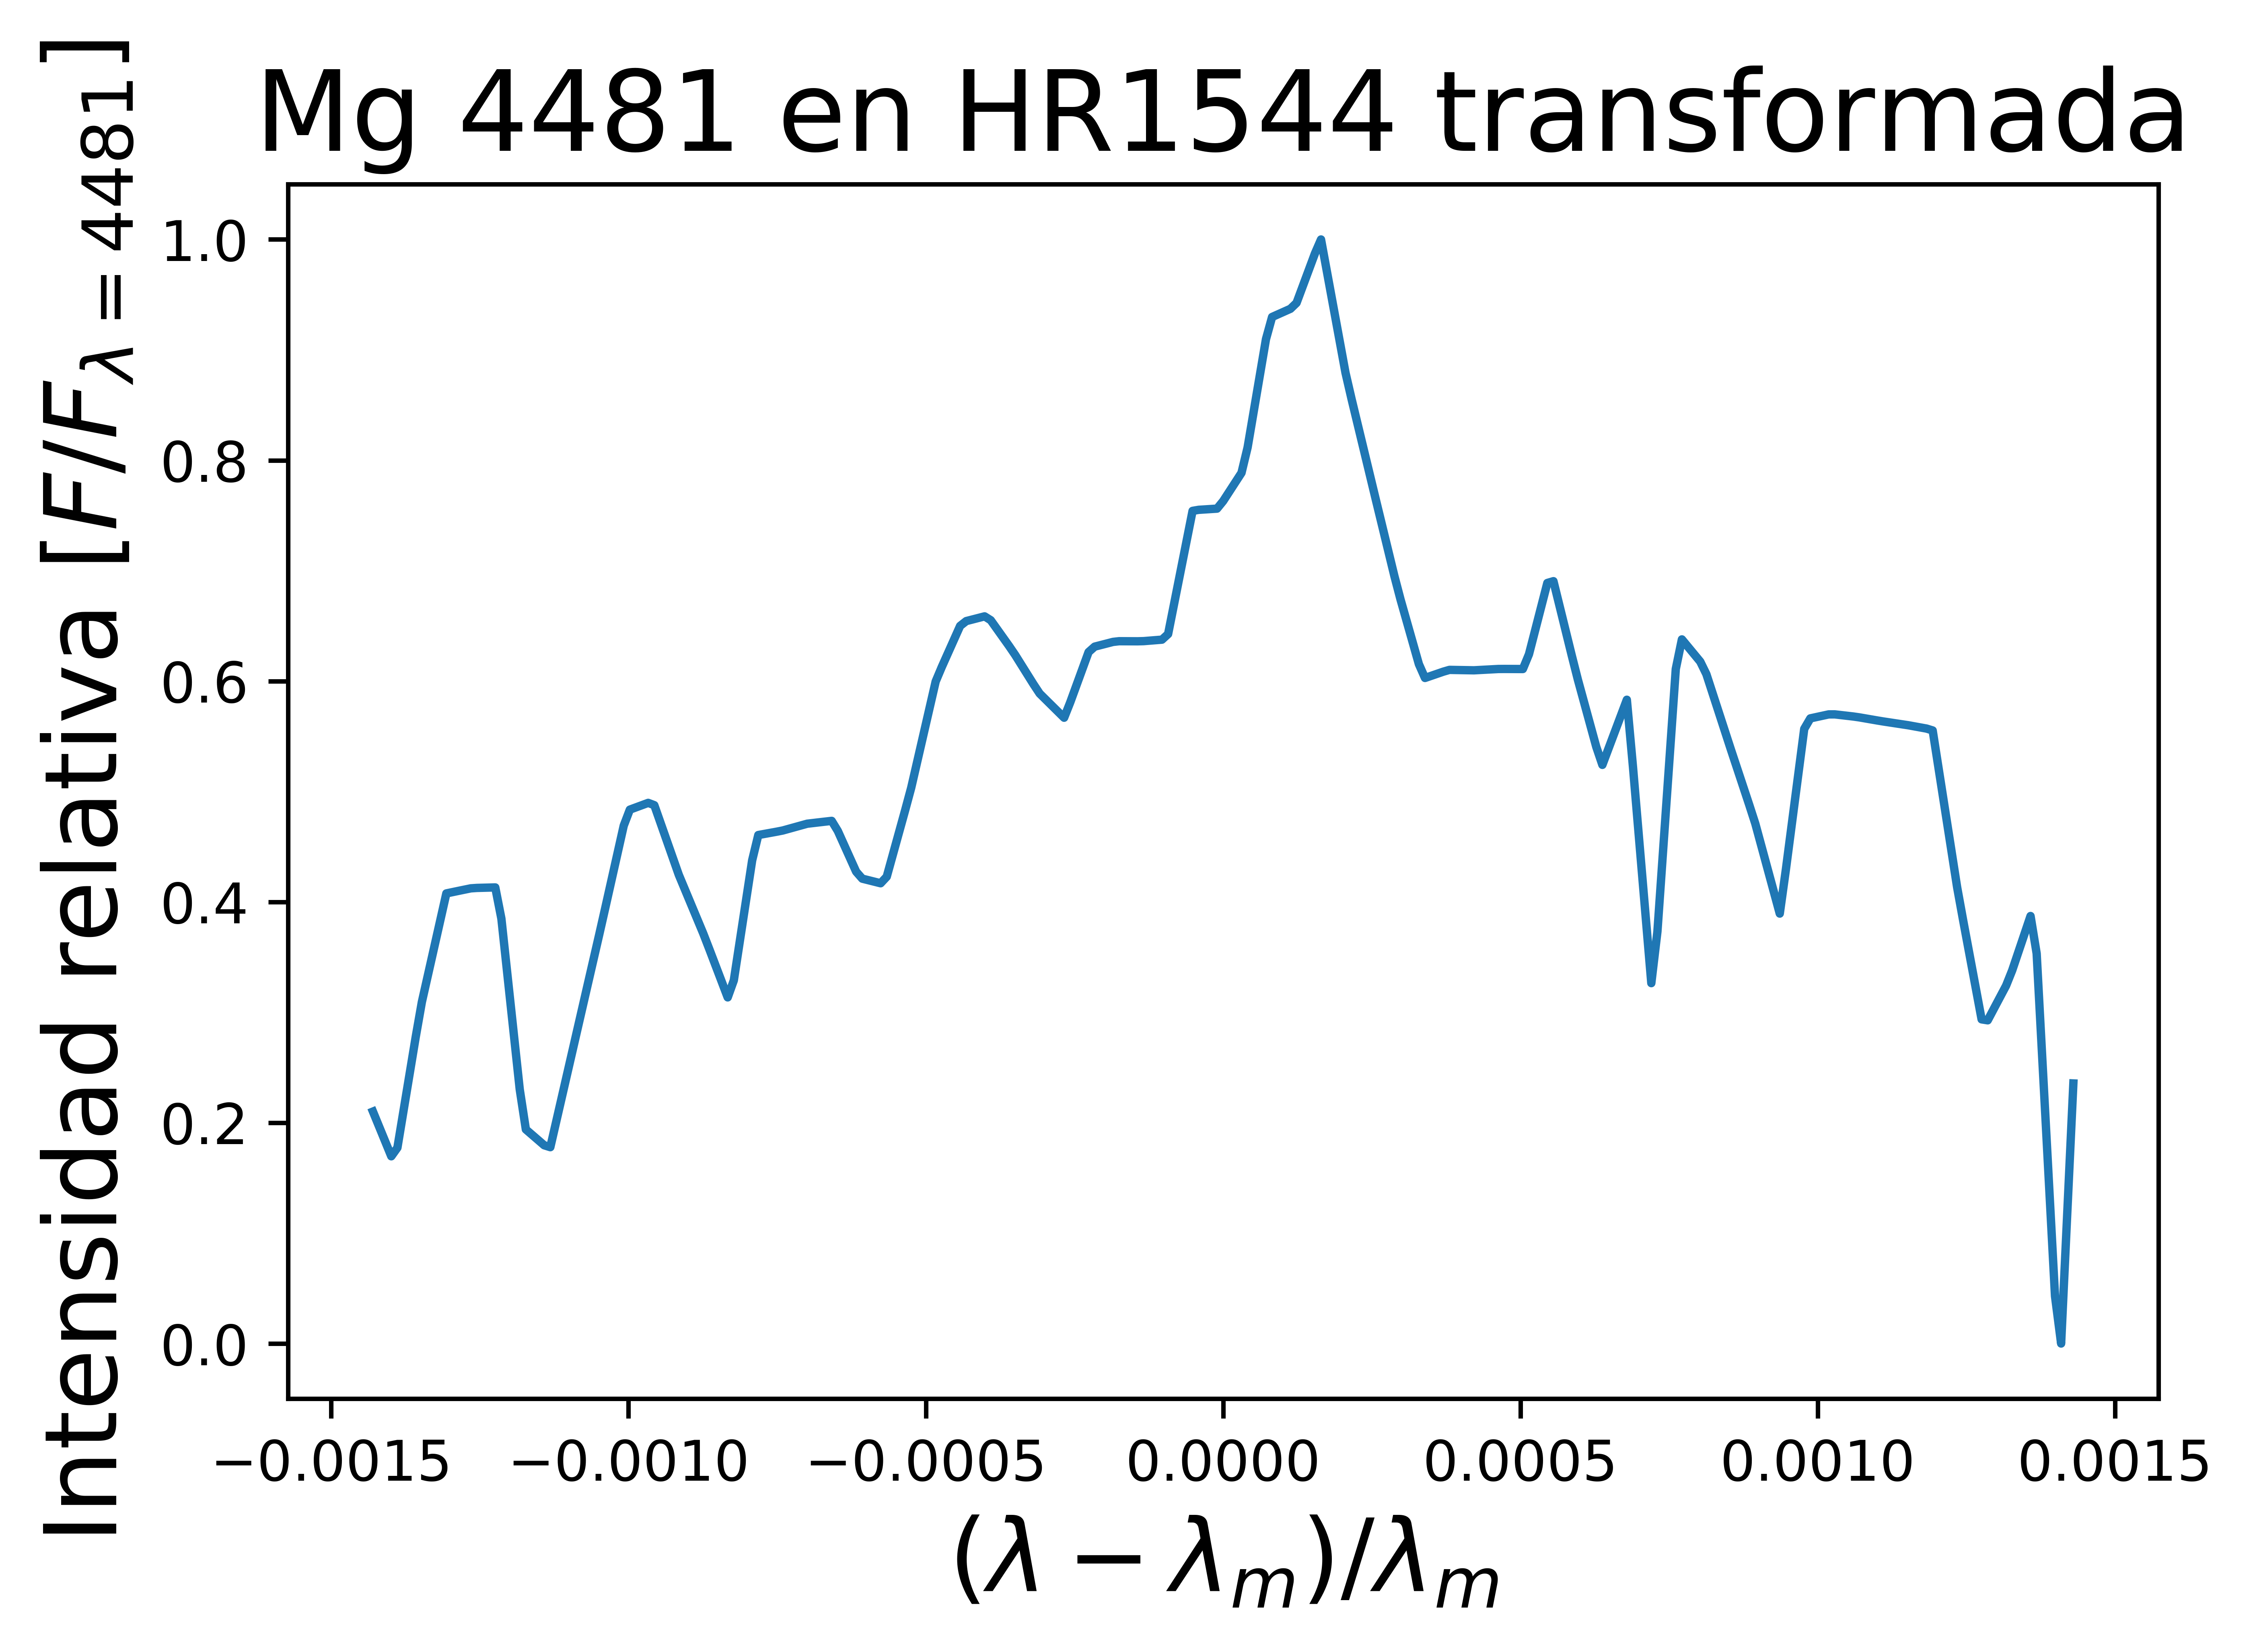 Mg 4481 en HR1544 transformada
Intensidad relativa [F/F_{λ=4481}]
1.0
0.8
0.6
0.4
0.2
0.0
−0.0015 −0.0010 −0.0005 0.0000 0.0005 0.0010 0.0015
(λ − λ_m)/λ_m